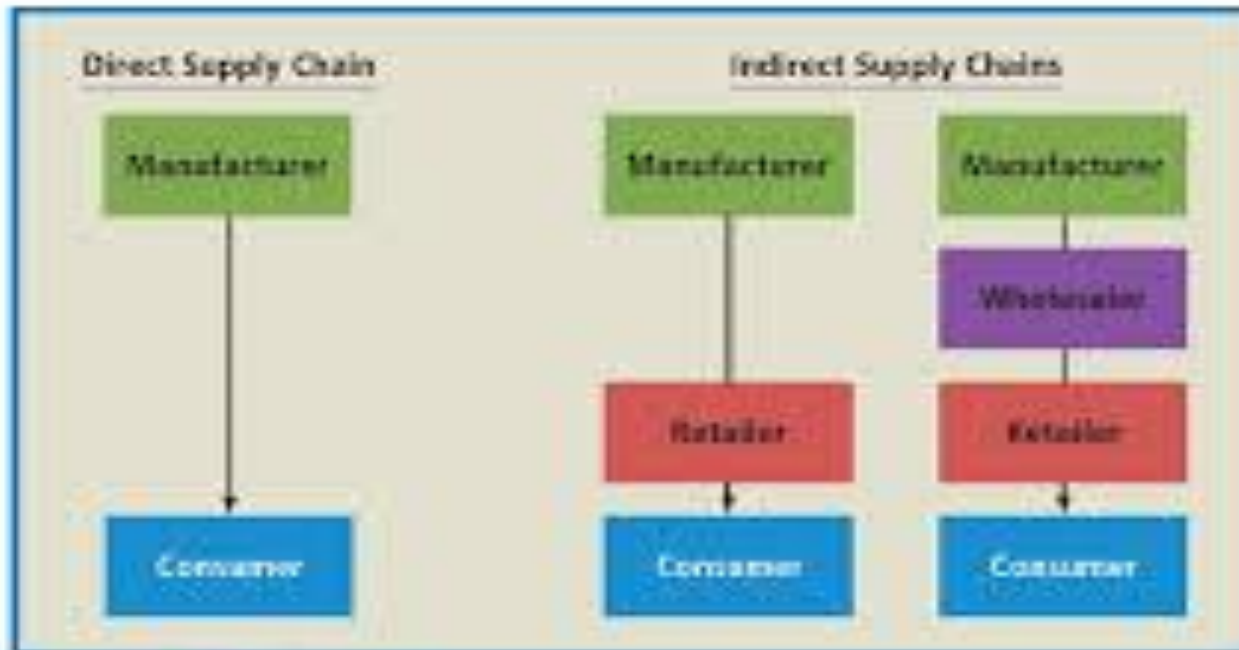 Direct Supply Chain
Indirect Supply Chains
Manufacturer
Manufacturer
Manufacturer
Wholesaler
Retailer
Retailer
Consumer
Consumer
Consumer